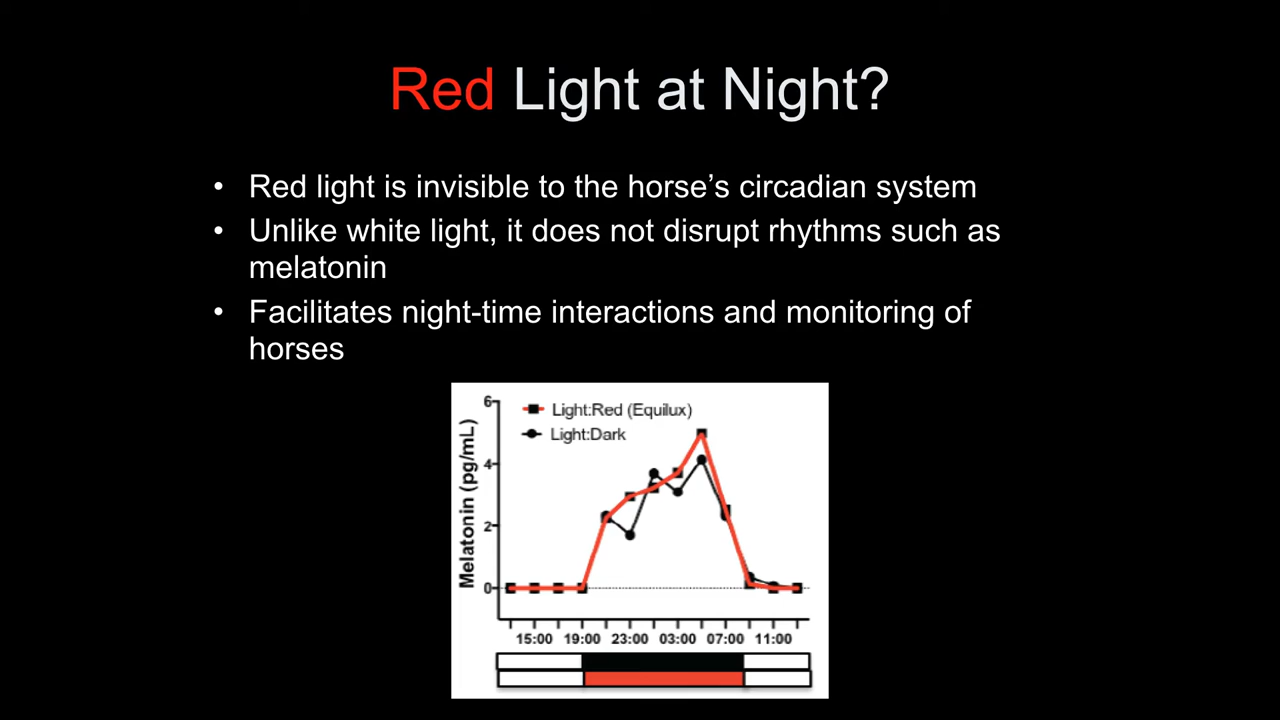 Red Light at Night?
• Red light is invisible to the horse’s circadian system
• Unlike white light, it does not disrupt rhythms such as
melatonin
• Facilitates night-time interactions and monitoring of
horses
Light:Red (Equilux)
Light:Dark
Melatonin (pg/mL)
6
4
2
0
15:00 19:00 23:00 03:00 07:00 11:00